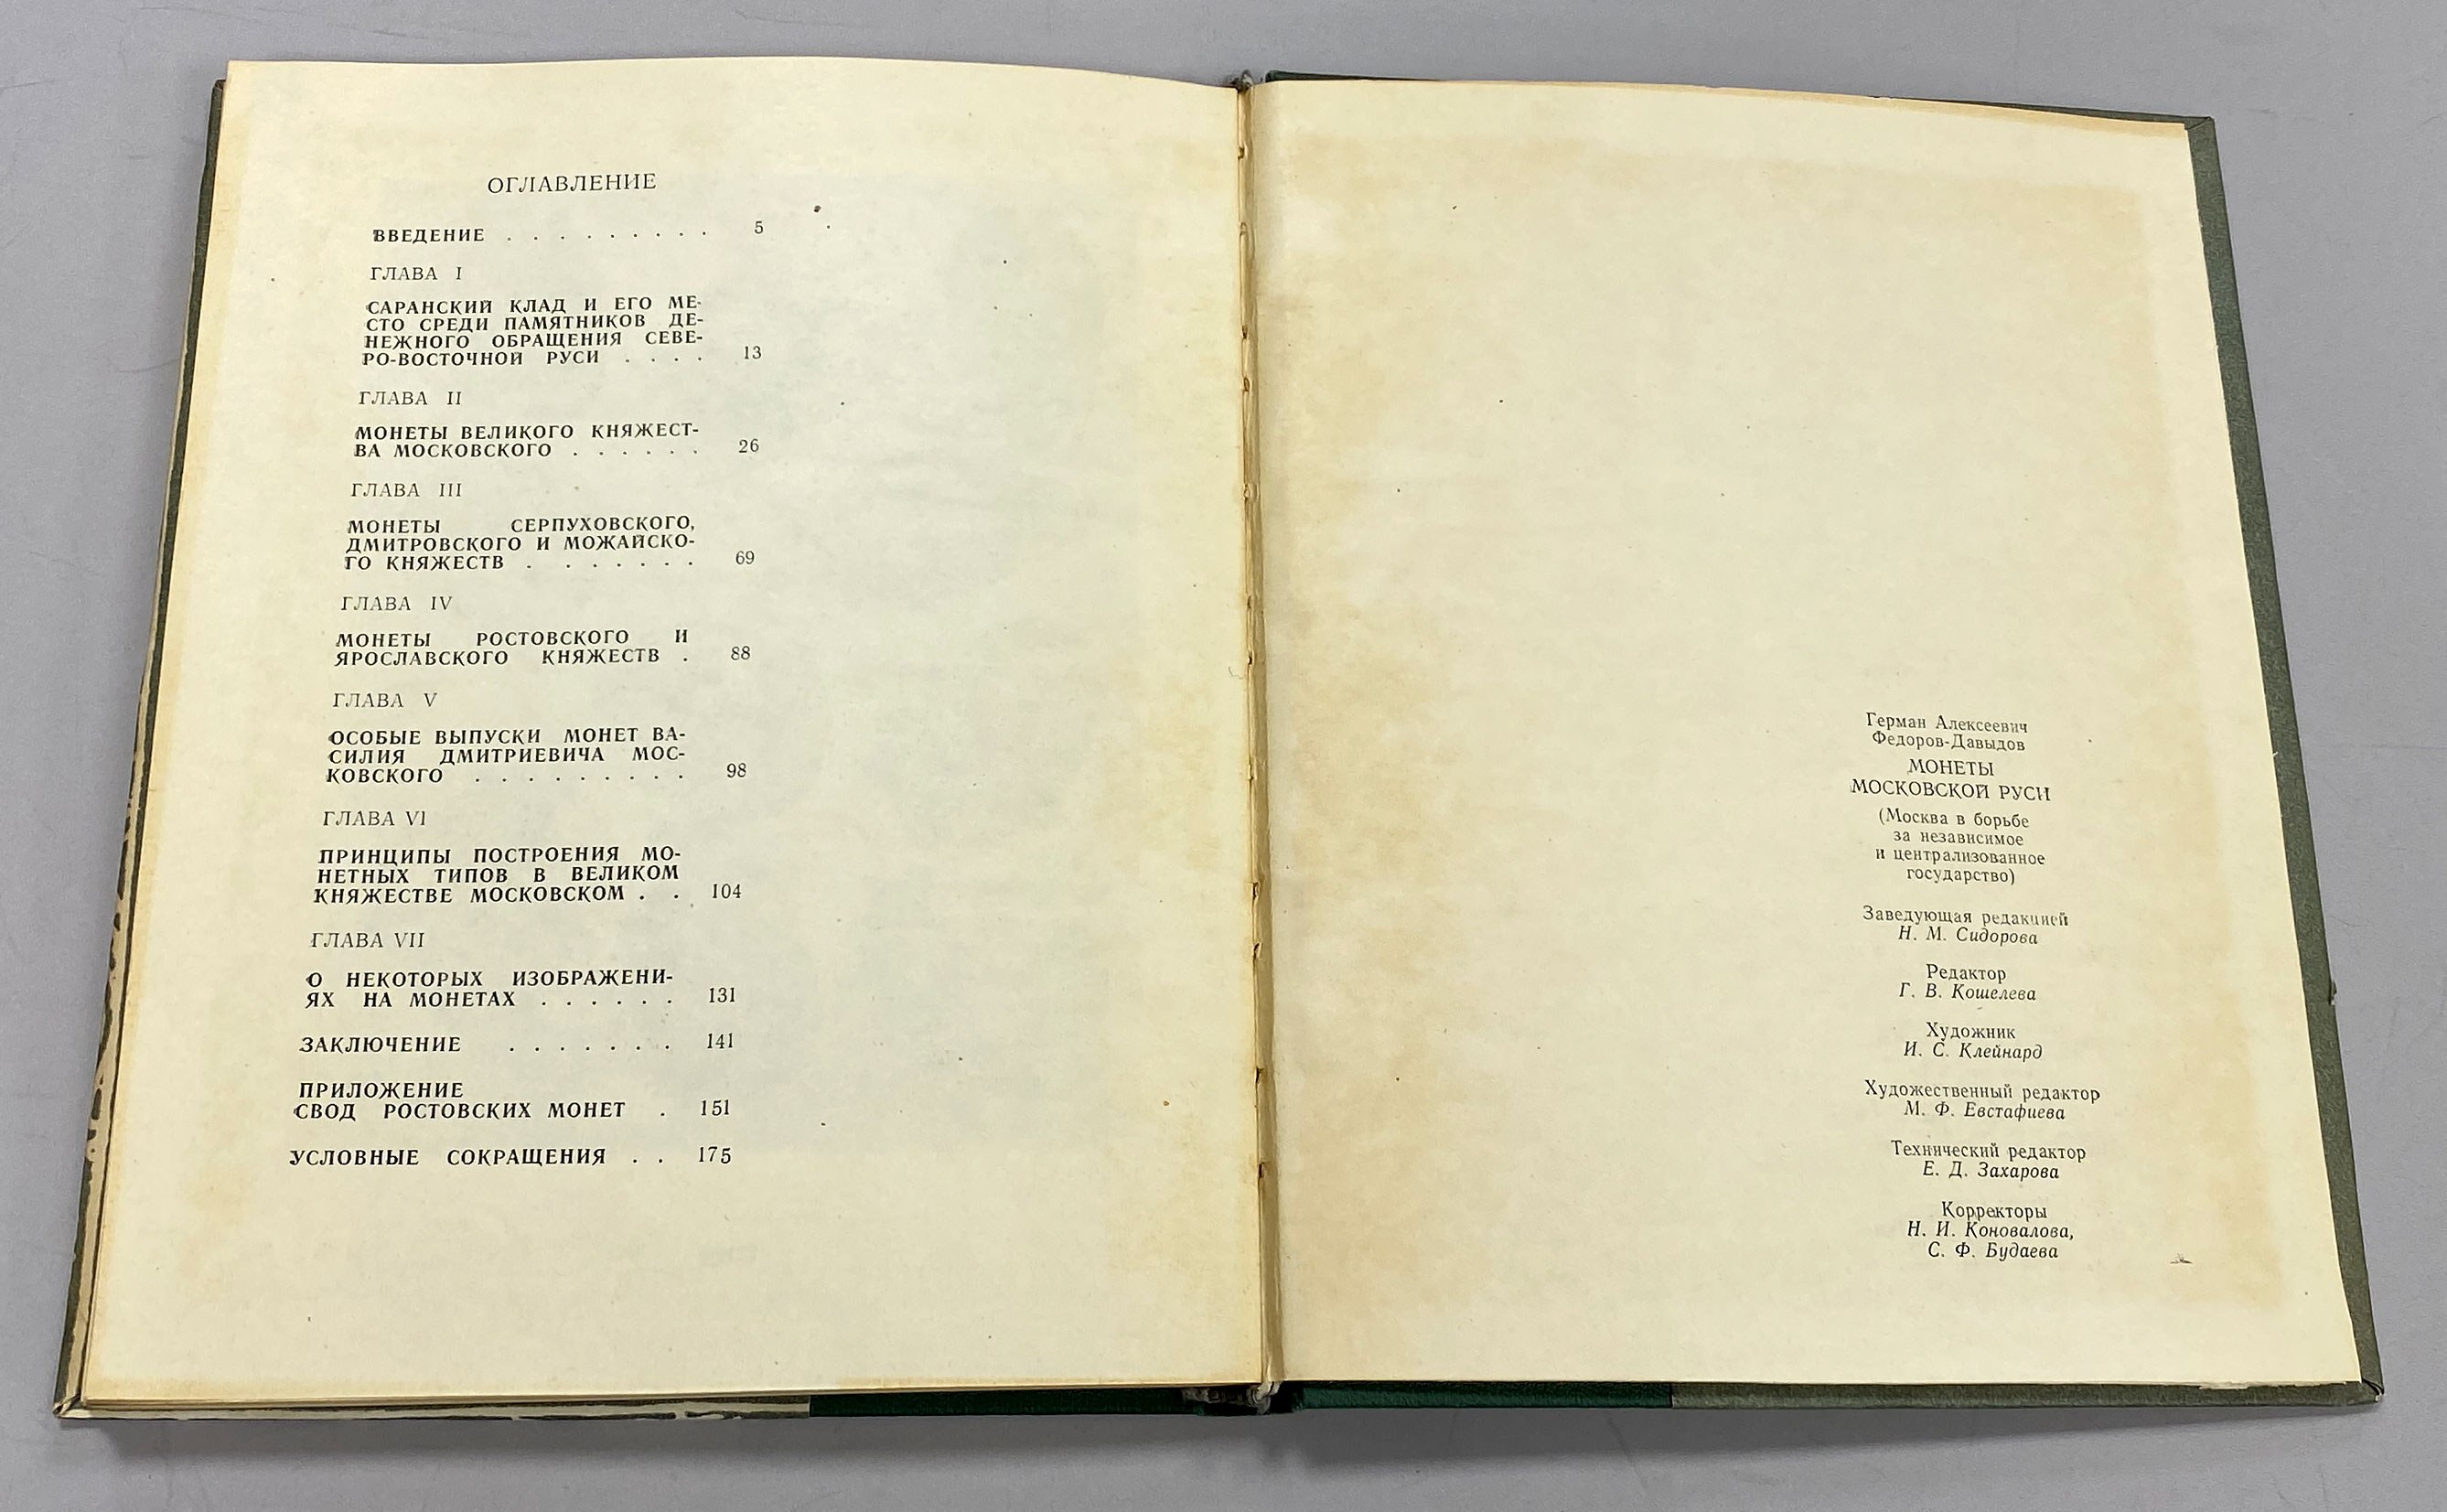 ОГЛАВЛЕНИЕ
ВВЕДЕНИЕ . . . . . . . . . 5
ГЛАВА I
САРАНСКИЙ КЛАД И ЕГО МЕ-
СТО СРЕДИ ПАМЯТНИКОВ ДЕ-
НЕЖНОГО ОБРАЩЕНИЯ СЕВЕ-
РО-ВОСТОЧНОЙ РУСИ . . . . 13
ГЛАВА II
МОНЕТЫ ВЕЛИКОГО КНЯЖЕСТ-
ВА МОСКОВСКОГО . . . . . . 26
ГЛАВА III
МОНЕТЫ СЕРПУХОВСКОГО,
ДМИТРОВСКОГО И МОЖАЙСКО-
ГО КНЯЖЕСТВ . . . . . . . 69
ГЛАВА IV
МОНЕТЫ РОСТОВСКОГО И
ЯРОСЛАВСКОГО КНЯЖЕСТВ . 88
ГЛАВА V
ОСОБЫЕ ВЫПУСКИ МОНЕТ ВА-
СИЛИЯ ДМИТРИЕВИЧА МОС-
КОВСКОГО . . . . . . . . . 98
ГЛАВА VI
ПРИНЦИПЫ ПОСТРОЕНИЯ МО-
НЕТНЫХ ТИПОВ В ВЕЛИКОМ
КНЯЖЕСТВЕ МОСКОВСКОМ . . 104
ГЛАВА VII
О НЕКОТОРЫХ ИЗОБРАЖЕНИ-
ЯХ НА МОНЕТАХ . . . . . . 131
ЗАКЛЮЧЕНИЕ . . . . . . . 141
ПРИЛОЖЕНИЕ
СВОД РОСТОВСКИХ МОНЕТ . 151
УСЛОВНЫЕ СОКРАЩЕНИЯ . . 175
Герман Алексеевич
Федоров-Давыдов
МОНЕТЫ
МОСКОВСКОЙ РУСИ
(Москва в борьбе
за независимое
и централизованное
государство)
Заведующая редакцией
Н. М. Сидорова
Редактор
Г. В. Кошелева
Художник
И. С. Клейнард
Художественный редактор
М. Ф. Евстафиева
Технический редактор
Е. Д. Захарова
Корректоры
Н. И. Коновалова,
С. Ф. Будаева